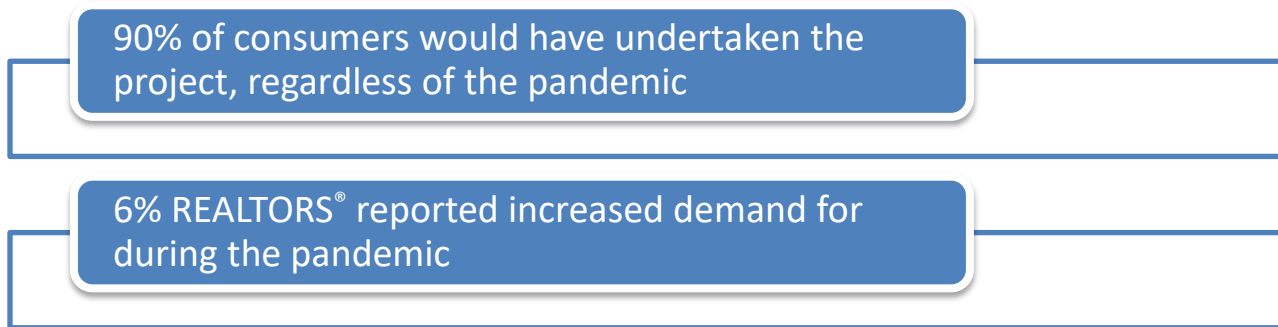 90% of consumers would have undertaken the
project, regardless of the pandemic
6% REALTORS® reported increased demand for
during the pandemic